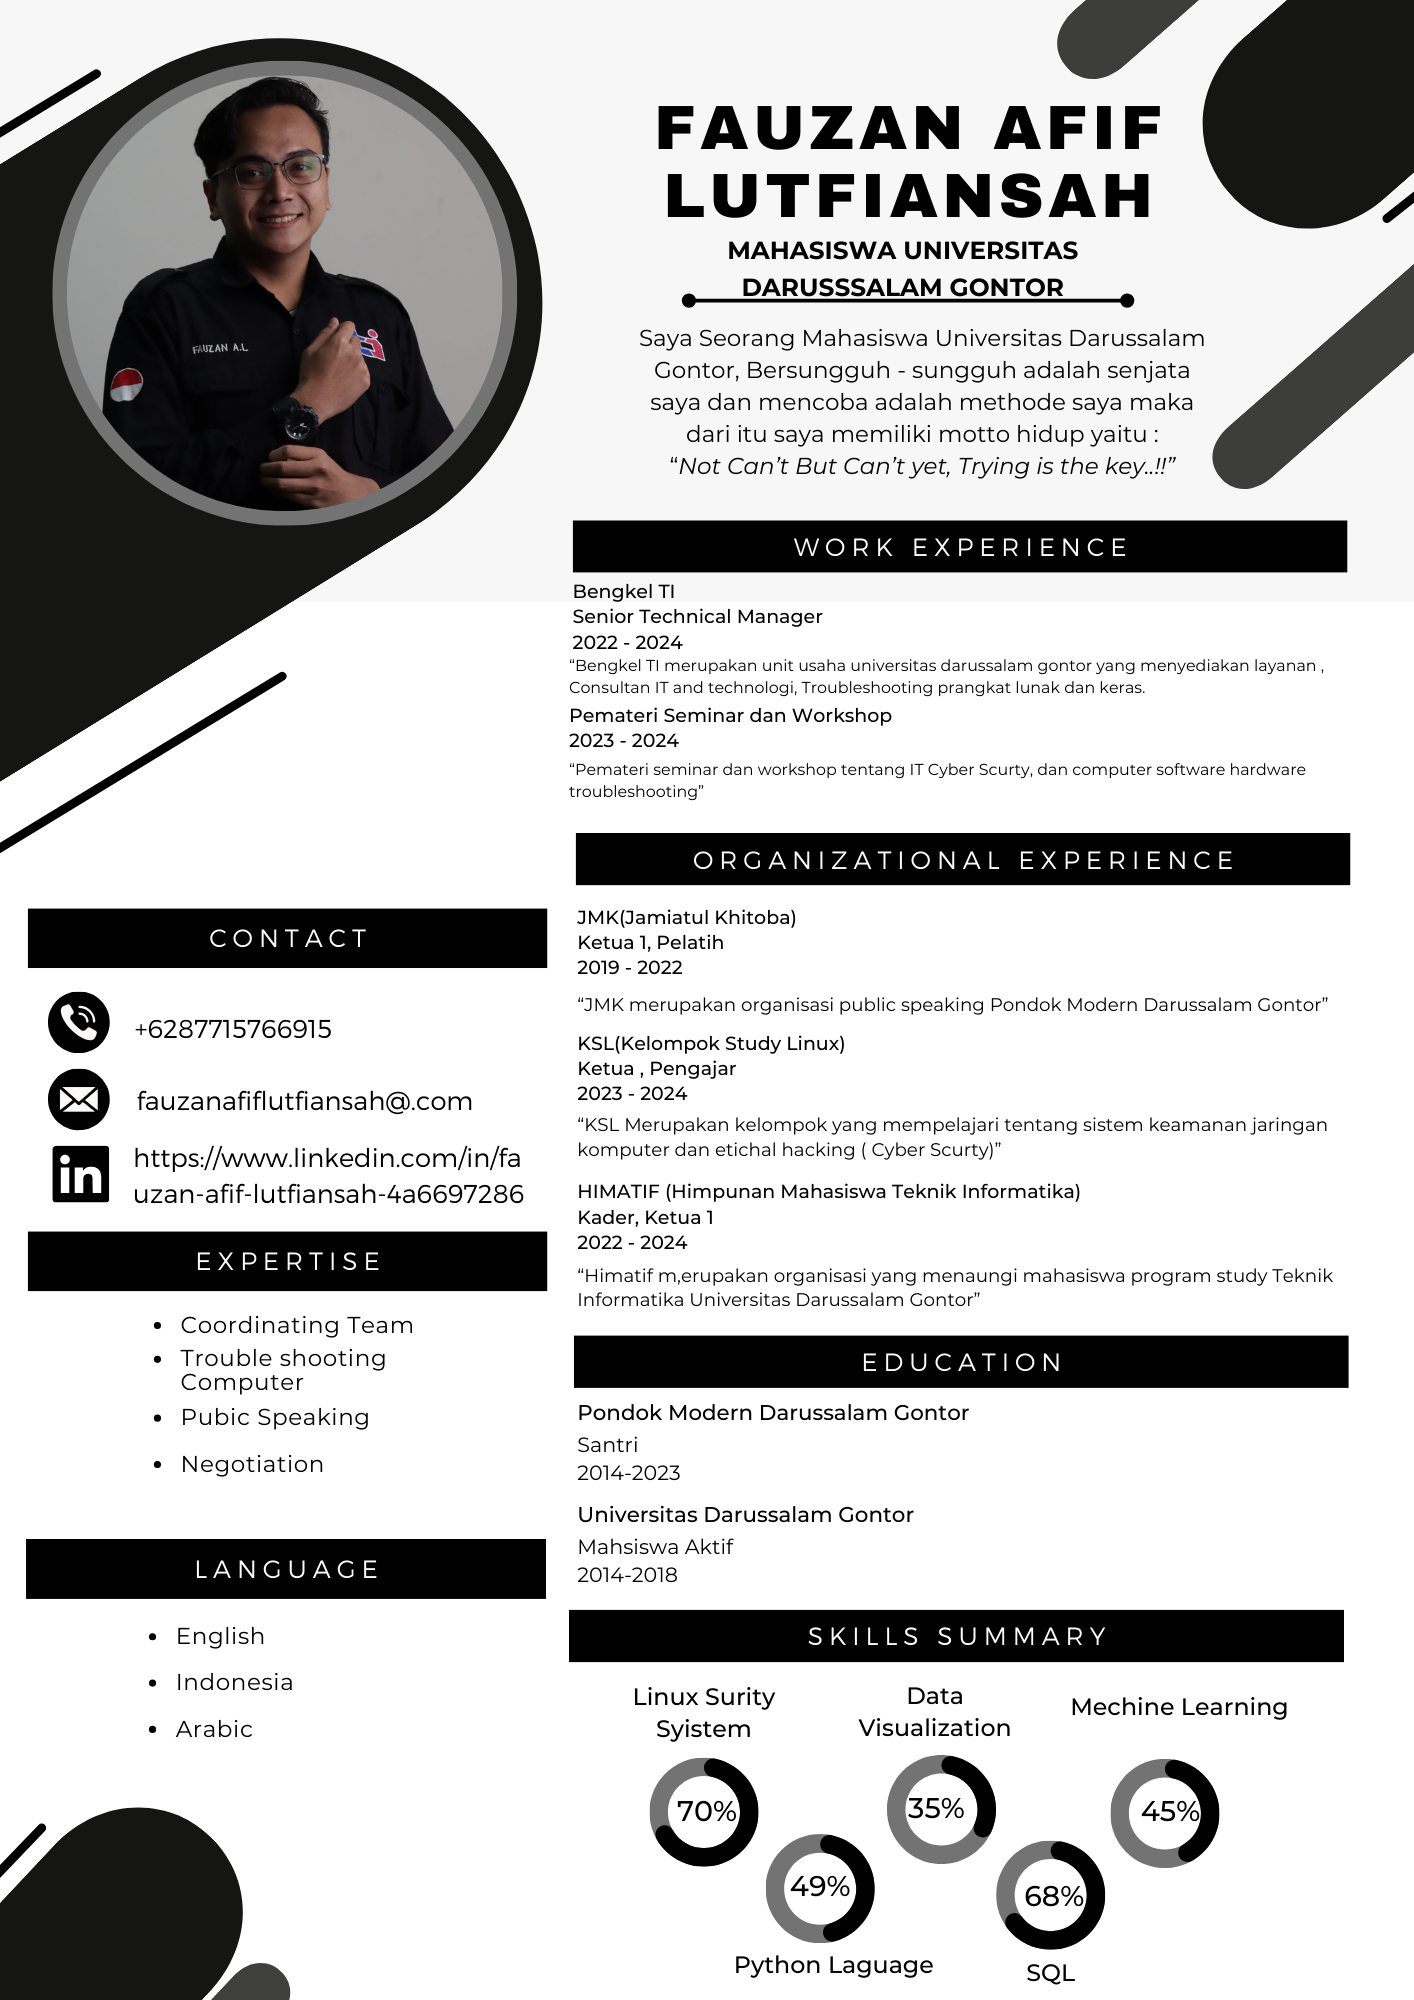 FAUZAN AFIF
LUTFIANSAH
MAHASISWA UNIVERSITAS
DARUSSSALAM GONTOR
Saya Seorang Mahasiswa Universitas Darussalam
Gontor, Bersungguh - sungguh adalah senjata
saya dan mencoba adalah methode saya maka
dari itu saya memiliki motto hidup yaitu :
“Not Can’t But Can’t yet, Trying is the key..!!”
FAUZAN A.L
WORK EXPERIENCE
Bengkel TI
Senior Technical Manager
2022 - 2024
“Bengkel TI merupakan unit usaha universitas darussalam gontor yang menyediakan layanan ,
Consultan IT and technologi, Troubleshooting prangkat lunak dan keras.
Pemateri Seminar dan Workshop
2023 - 2024
“Pemateri seminar dan workshop tentang IT Cyber Scurty, dan computer software hardware
troubleshooting”
ORGANIZATIONAL EXPERIENCE
JMK(Jamiatul Khitoba)
Ketua 1, Pelatih
2019 - 2022
“JMK merupakan organisasi public speaking Pondok Modern Darussalam Gontor”
KSL(Kelompok Study Linux)
Ketua , Pengajar
2023 - 2024
“KSL Merupakan kelompok yang mempelajari tentang sistem keamanan jaringan
komputer dan etichal hacking ( Cyber Scurty)”
HIMATIF (Himpunan Mahasiswa Teknik Informatika)
Kader, Ketua 1
2022 - 2024
“Himatif m,erupakan organisasi yang menaungi mahasiswa program study Teknik
Informatika Universitas Darussalam Gontor”
EDUCATION
Pondok Modern Darussalam Gontor
Santri
2014-2023
Universitas Darussalam Gontor
Mahsiswa Aktif
2014-2018
SKILLS SUMMARY
Linux Surity
Syistem
70%
Data
Visualization
35%
Mechine Learning
45%
49%
Python Laguage
68%
SQL
CONTACT
+6287715766915
fauzanafiflutfiansah@.com
in
https://www.linkedin.com/in/fa
uzan-afif-lutfiansah-4a6697286
EXPERTISE
• Coordinating Team
• Trouble shooting
Computer
• Pubic Speaking
• Negotiation
LANGUAGE
• English
• Indonesia
• Arabic